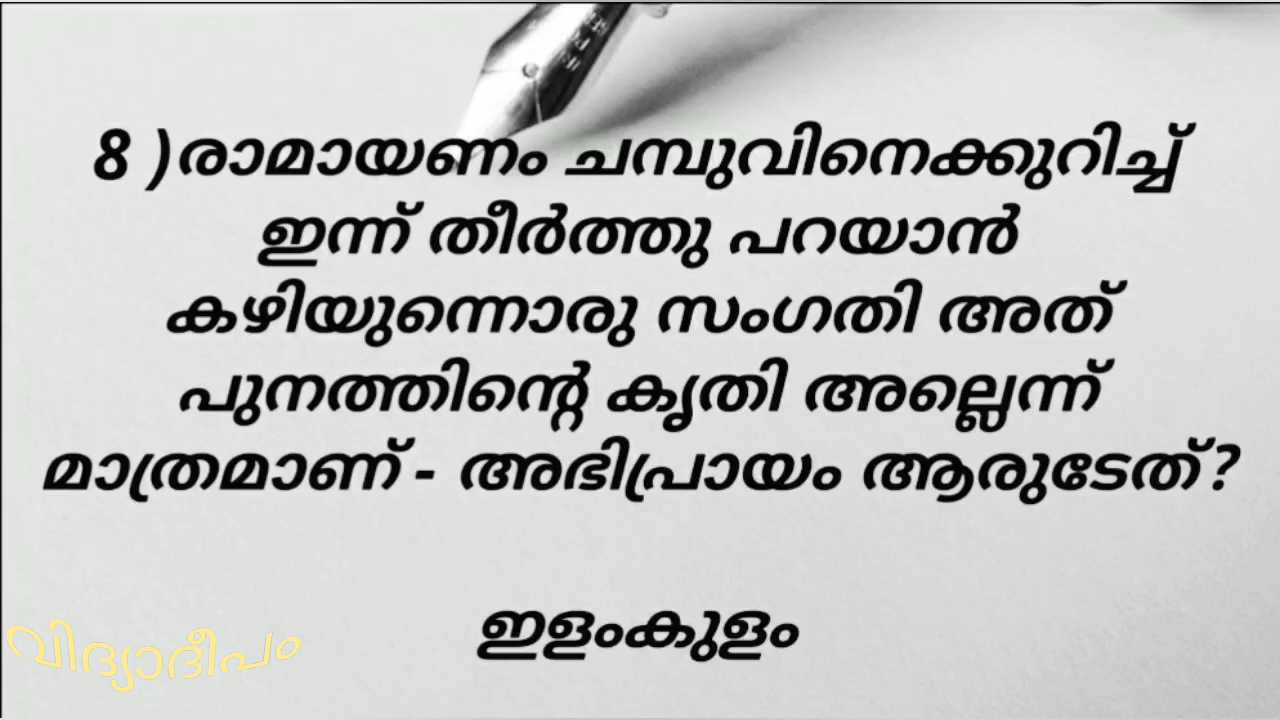 8 )രാമായണം ചമ്പുവിനെക്കുറിച്ച്
ഇന്ന് തീർത്തു പറയാൻ
കഴിയുന്നൊരു സംഗതി അത്
പുനത്തിന്റെ കൃതി അല്ലെന്ന്
മാത്രമാണ് - അഭിപ്രായം ആരുടേത്?
ഇളംകുളം
വിദ്യാദീപം